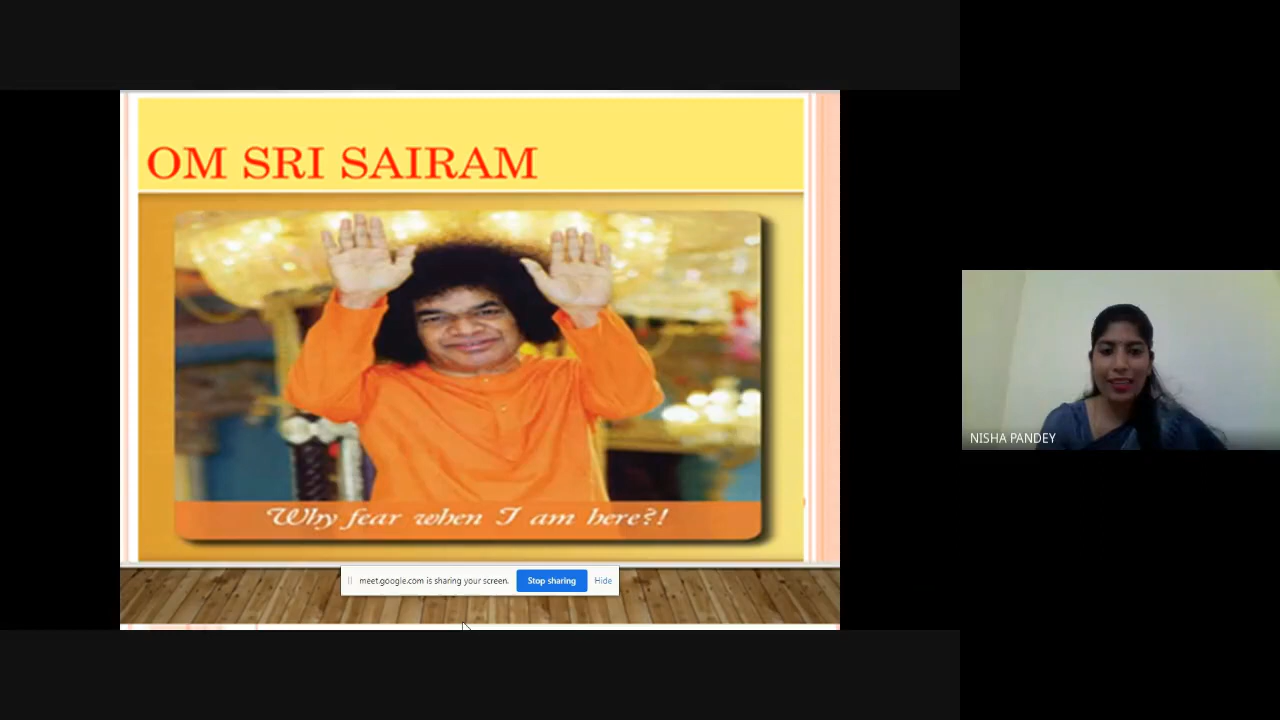 OM SRI SAIRAM
Why fear when I am here?!
meet.google.com is sharing your screen. Stop sharing Hide
NISHA PANDEY